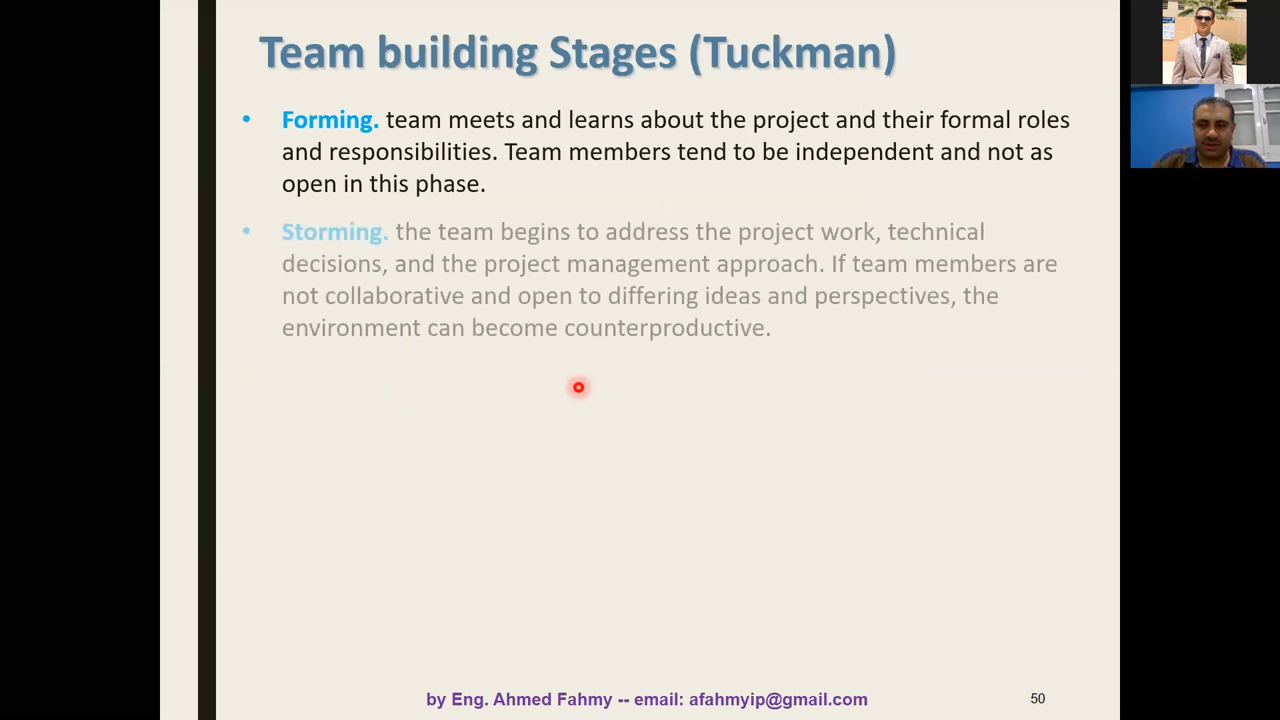 Team building Stages (Tuckman)
• Forming. team meets and learns about the project and their formal roles
and responsibilities. Team members tend to be independent and not as
open in this phase.
• Storming. the team begins to address the project work, technical
decisions, and the project management approach. If team members are
not collaborative and open to differing ideas and perspectives, the
environment can become counterproductive.
by Eng. Ahmed Fahmy -- email: afahmyip@gmail.com
50